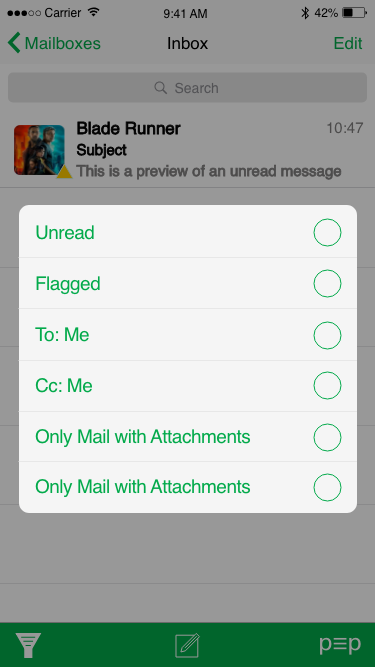 Carrier 9:41 AM 42%
Mailboxes Inbox Edit
Search
Blade Runner 10:47
Subject
This is a preview of an unread message
Unread
Flagged
To: Me
Cc: Me
Only Mail with Attachments
Only Mail with Attachments
p≡p